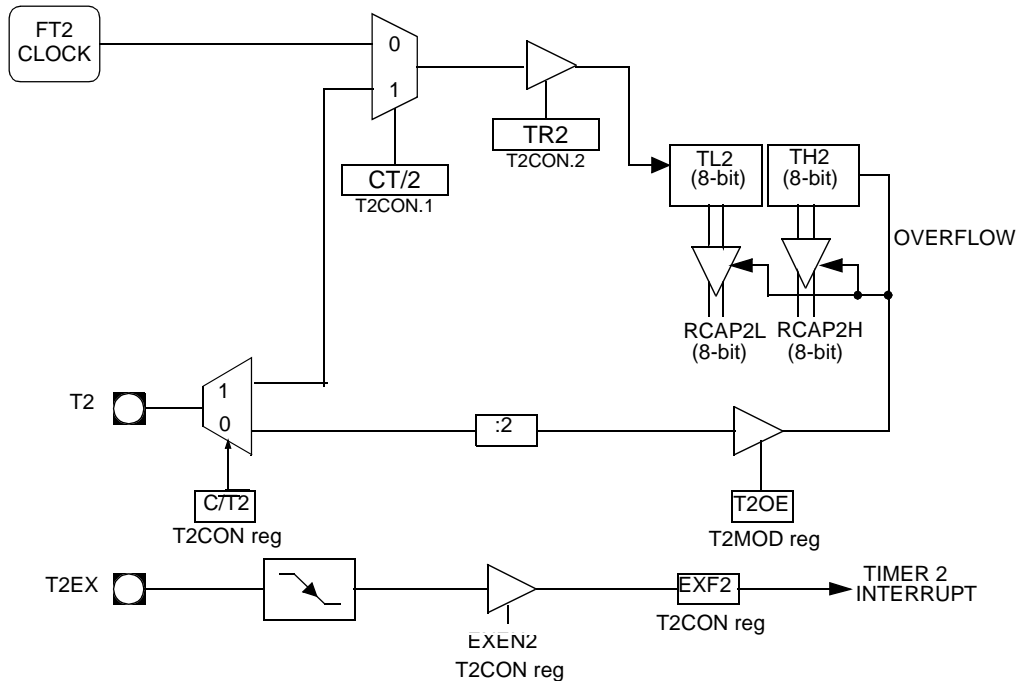 FT2
CLOCK
0
1
TR2
T2CON.2
CT/2
T2CON.1
TL2
(8-bit)
TH2
(8-bit)
OVERFLOW
RCAP2L
(8-bit)
RCAP2H
(8-bit)
T2
1
0
:2
C/T2
T2CON reg
T2OE
T2MOD reg
T2EX
EXEN2
T2CON reg
EXF2
T2CON reg
TIMER 2
INTERRUPT